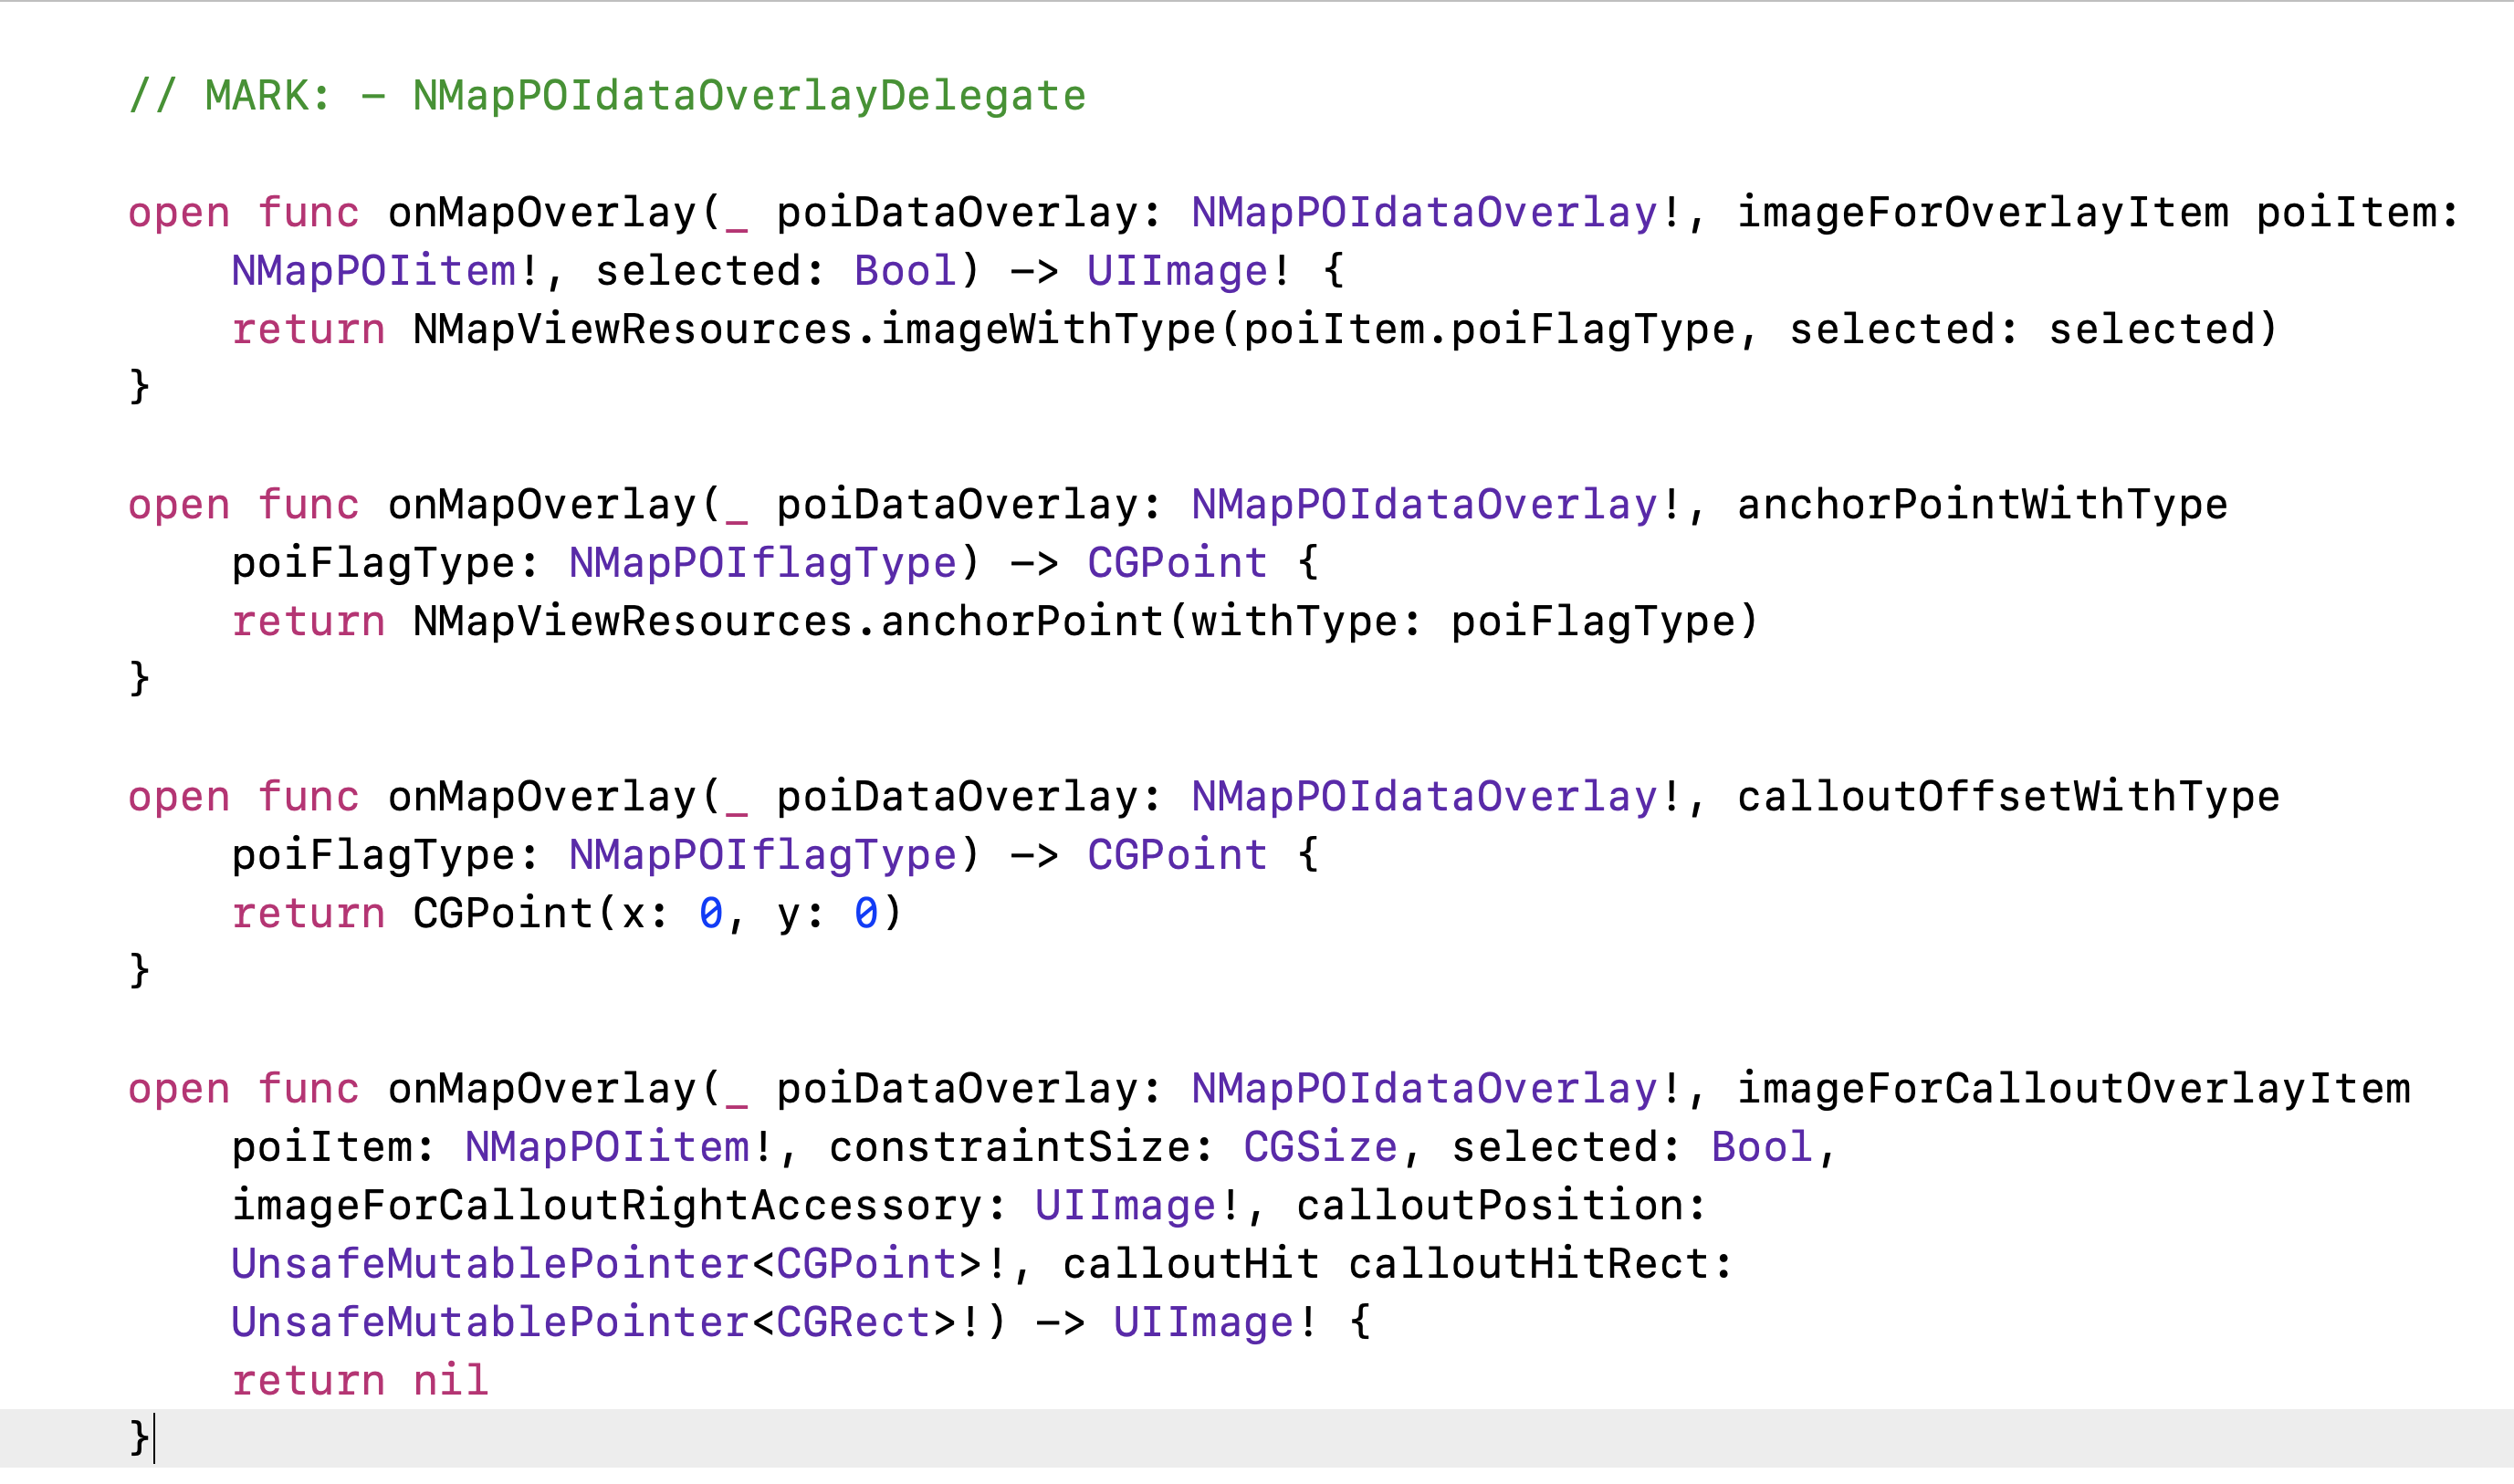 // MARK: - NMapPOIdataOverlayDelegate
open func onMapOverlay(_ poiDataOverlay: NMapPOIdataOverlay!, imageForOverlayItem poiItem:
NMapPOIitem!, selected: Bool) -> UIImage! {
return NMapViewResources.imageWithType(poiItem.poiFlagType, selected: selected)
}
open func onMapOverlay(_ poiDataOverlay: NMapPOIdataOverlay!, anchorPointWithType
poiFlagType: NMapPOIflagType) -> CGPoint {
return NMapViewResources.anchorPoint(withType: poiFlagType)
}
open func onMapOverlay(_ poiDataOverlay: NMapPOIdataOverlay!, calloutOffsetWithType
poiFlagType: NMapPOIflagType) -> CGPoint {
return CGPoint(x: 0, y: 0)
}
open func onMapOverlay(_ poiDataOverlay: NMapPOIdataOverlay!, imageForCalloutOverlayItem
poiItem: NMapPOIitem!, constraintSize: CGSize, selected: Bool,
imageForCalloutRightAccessory: UIImage!, calloutPosition:
UnsafeMutablePointer<CGPoint>!, calloutHit calloutHitRect:
UnsafeMutablePointer<CGRect>!) -> UIImage! {
return nil
}